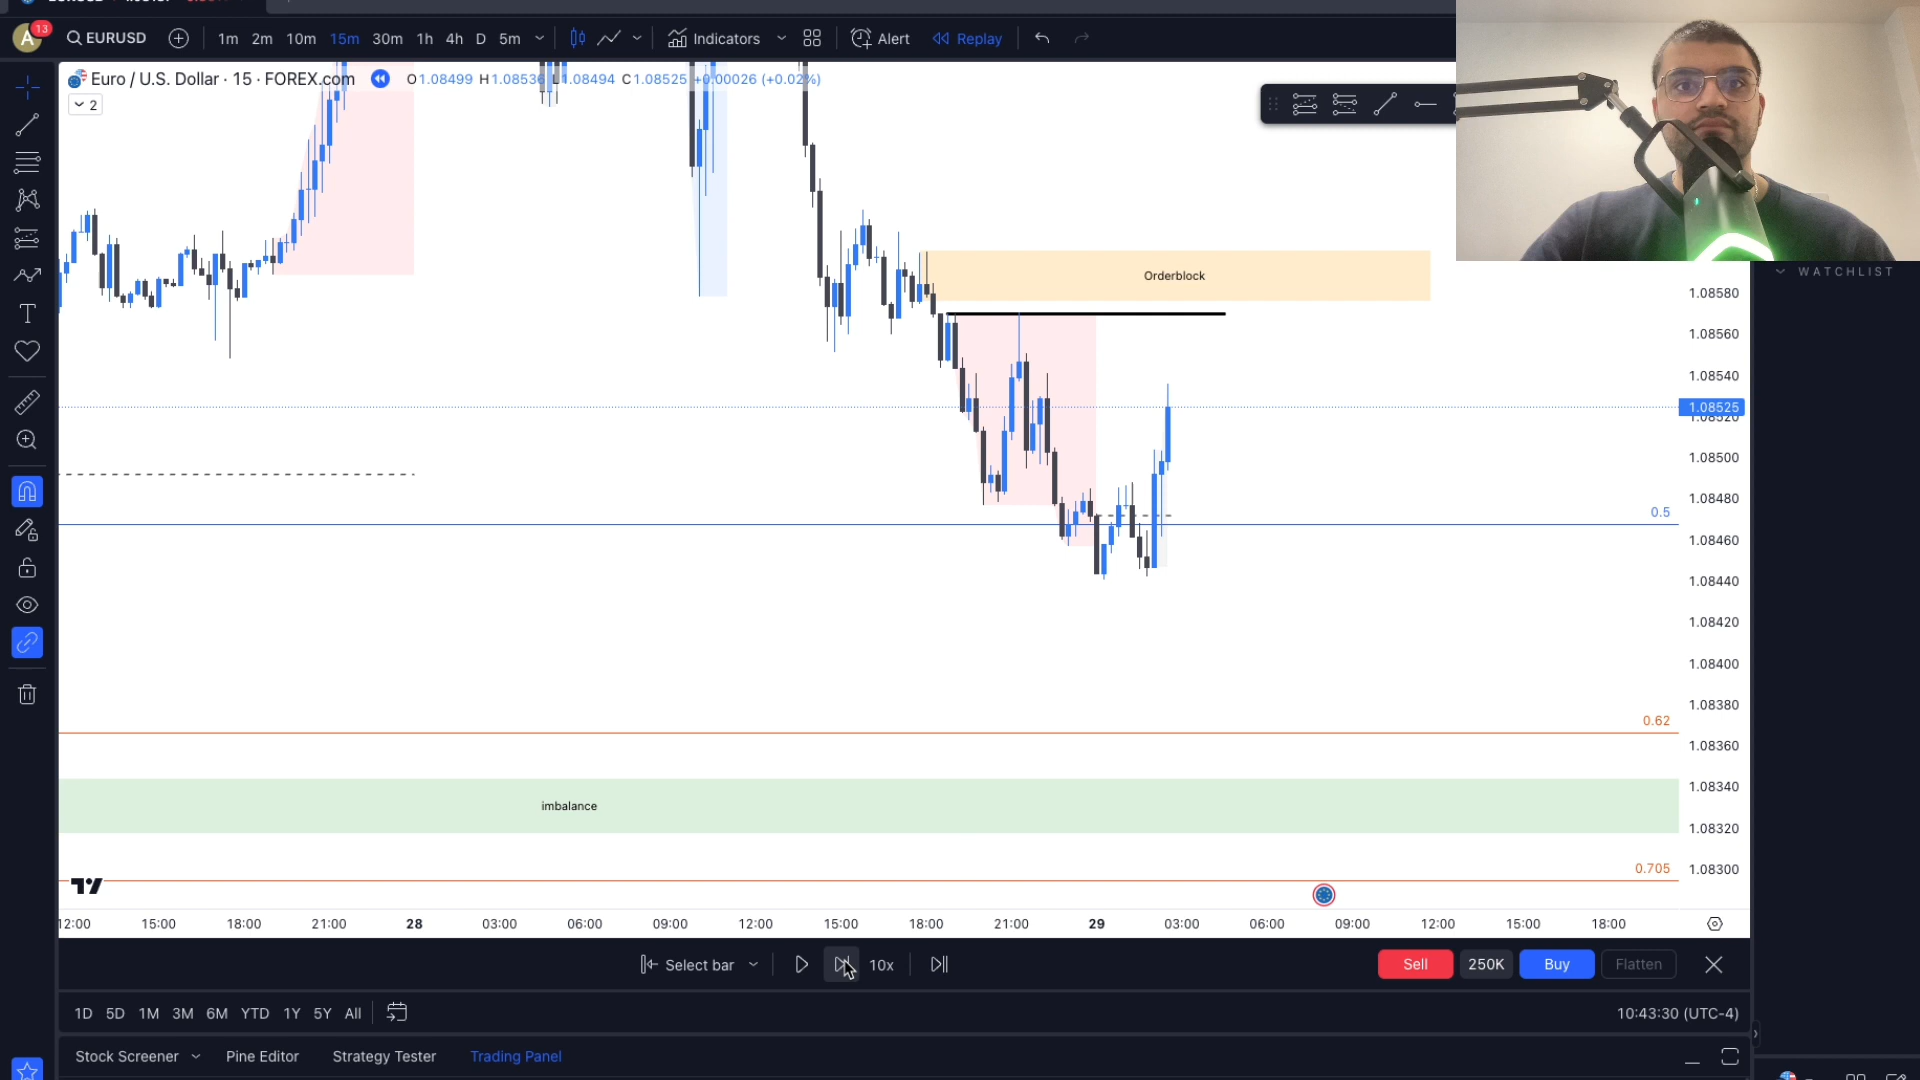 A 13 EURUSD 1m 2m 10m 15m 30m 1h 4h D 5m Indicators Alert Replay
Euro / U.S. Dollar · 15 · FOREX.com O1.08499 H1.08536 L1.08494 C1.08525 +0.00026 (+0.02%)
2
WATCHLIST
Orderblock
1.08580
1.08560
1.08540
1.08525
1.08520
1.08500
1.08480
0.5
1.08460
1.08440
1.08420
1.08400
1.08380
0.62
1.08360
1.08340
imbalance
1.08320
0.705
1.08300
12:00 15:00 18:00 21:00 28 03:00 06:00 09:00 12:00 15:00 18:00 21:00 29 03:00 06:00 09:00 12:00 15:00 18:00
Select bar 10x Sell 250K Buy Flatten
1D 5D 1M 3M 6M YTD 1Y 5Y All 10:43:30 (UTC-4)
Stock Screener Pine Editor Strategy Tester Trading Panel